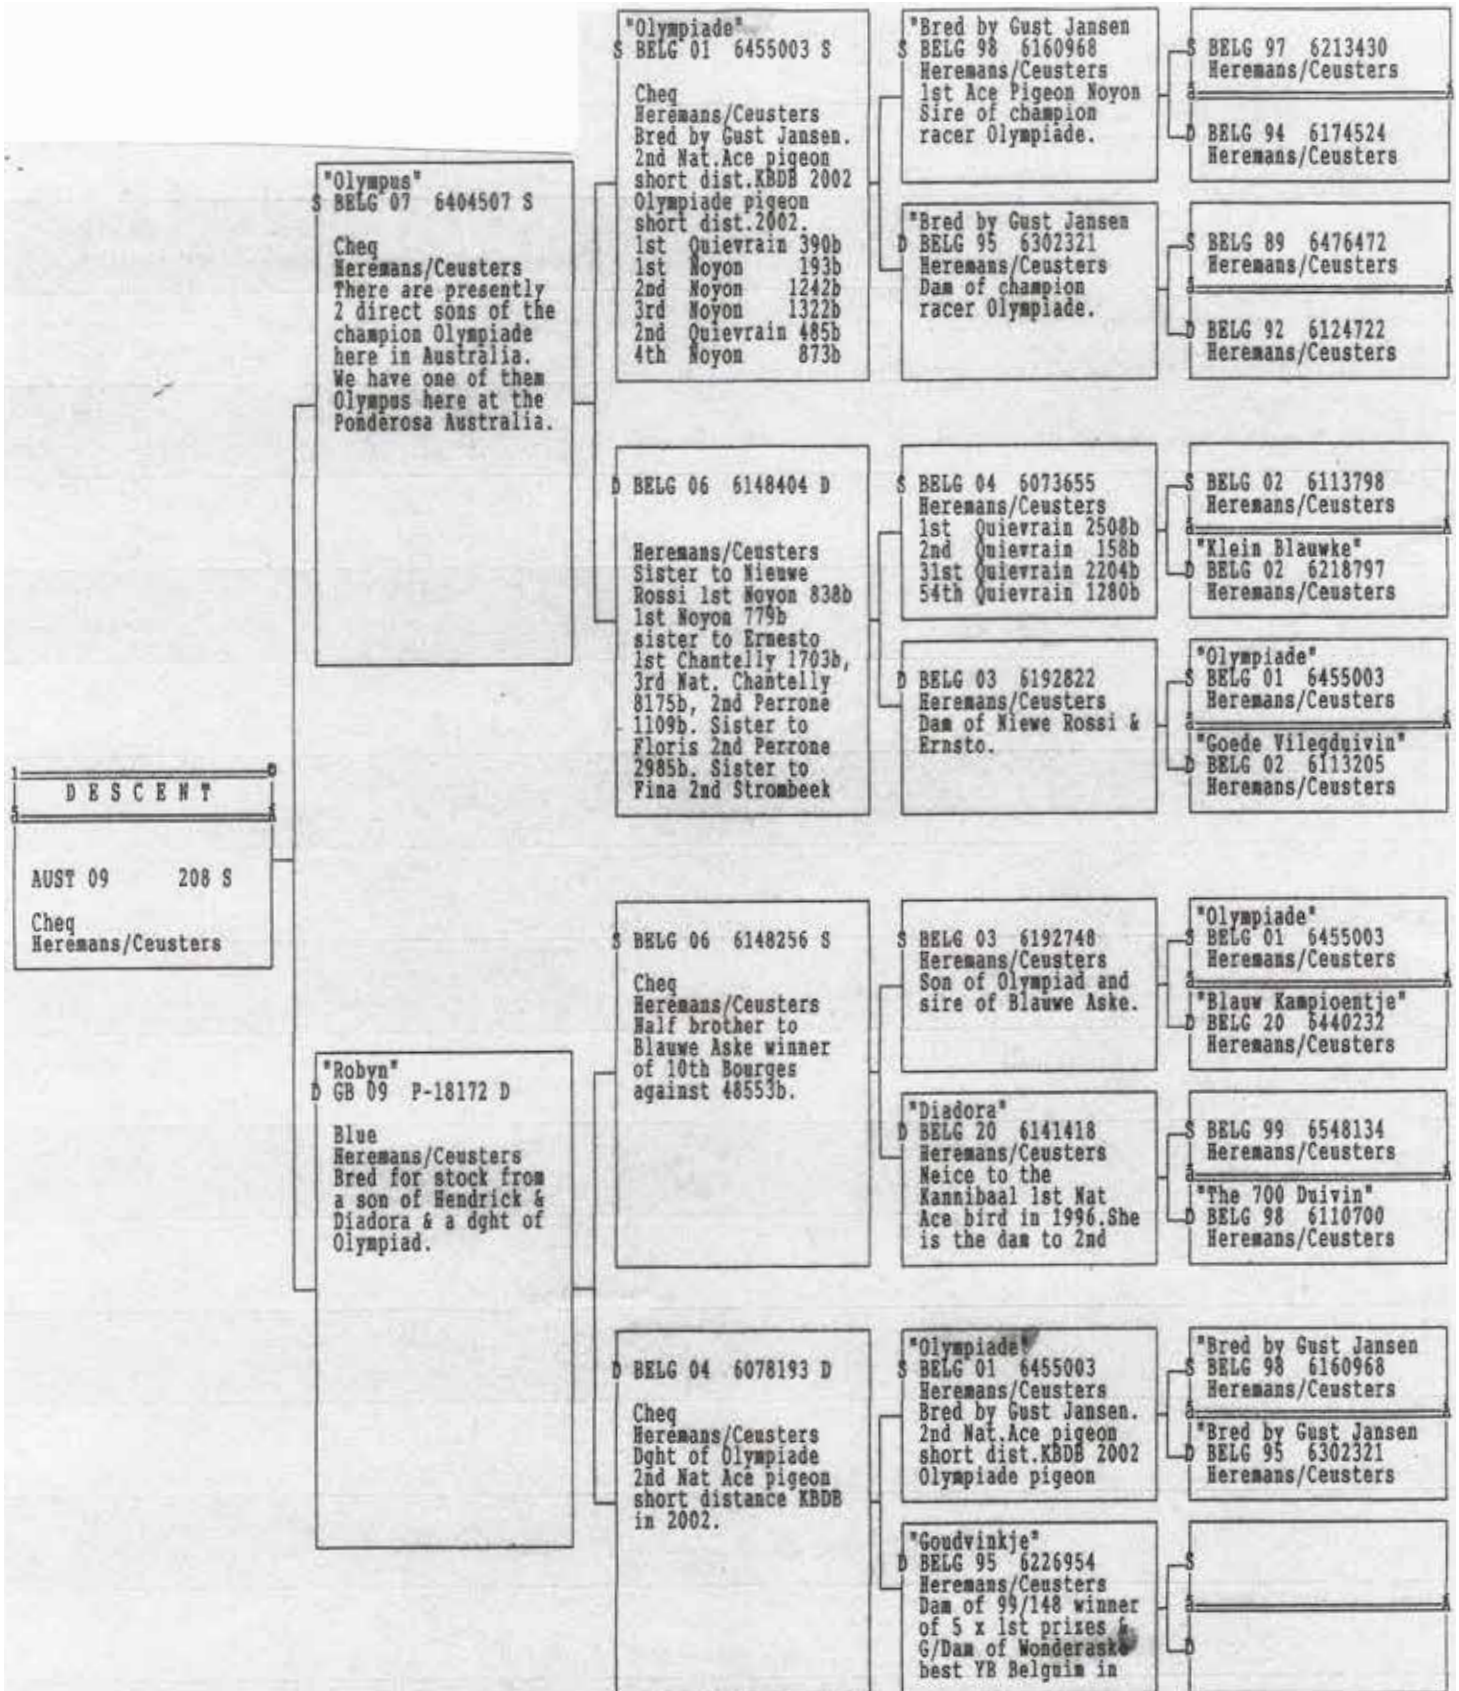 1 D
D E S C E N T
AUST 09 208 S
Cheq
Heremans/Ceusters
"Olympus"
S BELG 07 6404507 S
Cheq
Heremans/Ceusters
There are presently
2 direct sons of the
champion Olympiade
here in Australia.
We have one of them
Olympus here at the
Ponderosa Australia.
"Robyn"
D GB 09 P-18172 D
Blue
Heremans/Ceusters
Bred for stock from
a son of Hendrick &
Diadora & a dght of
Olympiad.
"Olympiade"
S BELG 01 6455003 S
Cheq
Heremans/Ceusters
Bred by Gust Jansen.
2nd Nat.Ace pigeon
short dist.KBDB 2002
Olympiade pigeon
short dist.2002.
1st Quievrain 390b
1st Noyon 193b
2nd Noyon 1242b
3rd Noyon 1322b
2nd Quievrain 485b
4th Noyon 873b
D BELG 06 6148404 D
Heremans/Ceusters
Sister to Nieuwe
Rossi 1st Noyon 838b
1st Noyon 779b
sister to Ernesto
1st Chantelly 1703b,
3rd Nat. Chantelly
8175b, 2nd Perrone
1109b. Sister to
Floris 2nd Perrone
2985b. Sister to
Fina 2nd Strombeek
S BELG 06 6148256 S
Cheq
Heremans/Ceusters
Half brother to
Blauwe Aske winner
of 10th Bourges
against 48553b.
D BELG 04 6078193 D
Cheq
Heremans/Ceusters
Dght of Olympiade
2nd Nat Ace pigeon
short distance KBDB
in 2002.
"Bred by Gust Jansen
S BELG 98 6160968
Heremans/Ceusters
1st Ace Pigeon Noyon
Sire of champion
racer Olympiade.
"Bred by Gust Jansen
D BELG 95 6302321
Heremans/Ceusters
Dam of champion
racer Olympiade.
S BELG 04 6073655
Heremans/Ceusters
1st Quievrain 2508b
2nd Quievrain 158b
31st Quievrain 2204b
54th Quievrain 1280b
D BELG 03 6192822
Heremans/Ceusters
Dam of Niewe Rossi &
Ernsto.
S BELG 03 6192748
Heremans/Ceusters
Son of Olympiad and
sire of Blauwe Aske.
"Diadora"
D BELG 20 6141418
Heremans/Ceusters
Neice to the
Kannibaal 1st Nat
Ace bird in 1996.She
is the dam to 2nd
"Olympiade"
S BELG 01 6455003
Heremans/Ceusters
Bred by Gust Jansen.
2nd Nat.Ace pigeon
short dist.KBDB 2002
Olympiade pigeon
"Goudvinkje"
D BELG 95 6226954
Heremans/Ceusters
Dam of 99/148 winner
of 5 x 1st prizes &
G/Dam of Wonderaske
best YB Belguim in
S BELG 97 6213430
Heremans/Ceusters
D BELG 94 6174524
Heremans/Ceusters
S BELG 89 6476472
Heremans/Ceusters
D BELG 92 6124722
Heremans/Ceusters
S BELG 02 6113798
Heremans/Ceusters
"Klein Blauwke"
D BELG 02 6218797
Heremans/Ceusters
"Olympiade"
S BELG 01 6455003
Heremans/Ceusters
"Goede Vilegduivin"
D BELG 02 6113205
Heremans/Ceusters
"Olympiade"
S BELG 01 6455003
Heremans/Ceusters
"Blauw Kampioentje"
D BELG 20 6440232
Heremans/Ceusters
S BELG 99 6548134
Heremans/Ceusters
"The 700 Duivin"
D BELG 98 6110700
Heremans/Ceusters
"Bred by Gust Jansen
S BELG 98 6160968
Heremans/Ceusters
"Bred by Gust Jansen
D BELG 95 6302321
Heremans/Ceusters
S
D